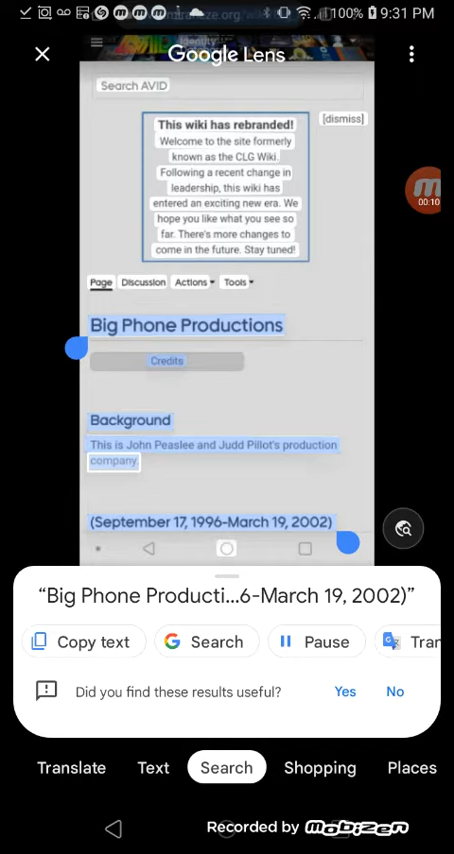 100% 9:31 PM
Google Lens
Search AVID
This wiki has rebranded!
[dismiss]
Welcome to the site formerly
known as the CLG Wiki.
Following a recent change in
leadership, this wiki has
entered an exciting new era. We
hope you like what you see so
far. There's more changes to
come in the future. Stay tuned!
00:10
Page Discussion Actions Tools
Big Phone Productions
Credits
Background
This is John Peaslee and Judd Pillot's production
company
(September 17, 1996-March 19, 2002)
“Big Phone Producti...6-March 19, 2002)”
Copy text Search Pause Tran
Did you find these results useful? Yes No
Translate Text Search Shopping Places
Recorded by mobizen